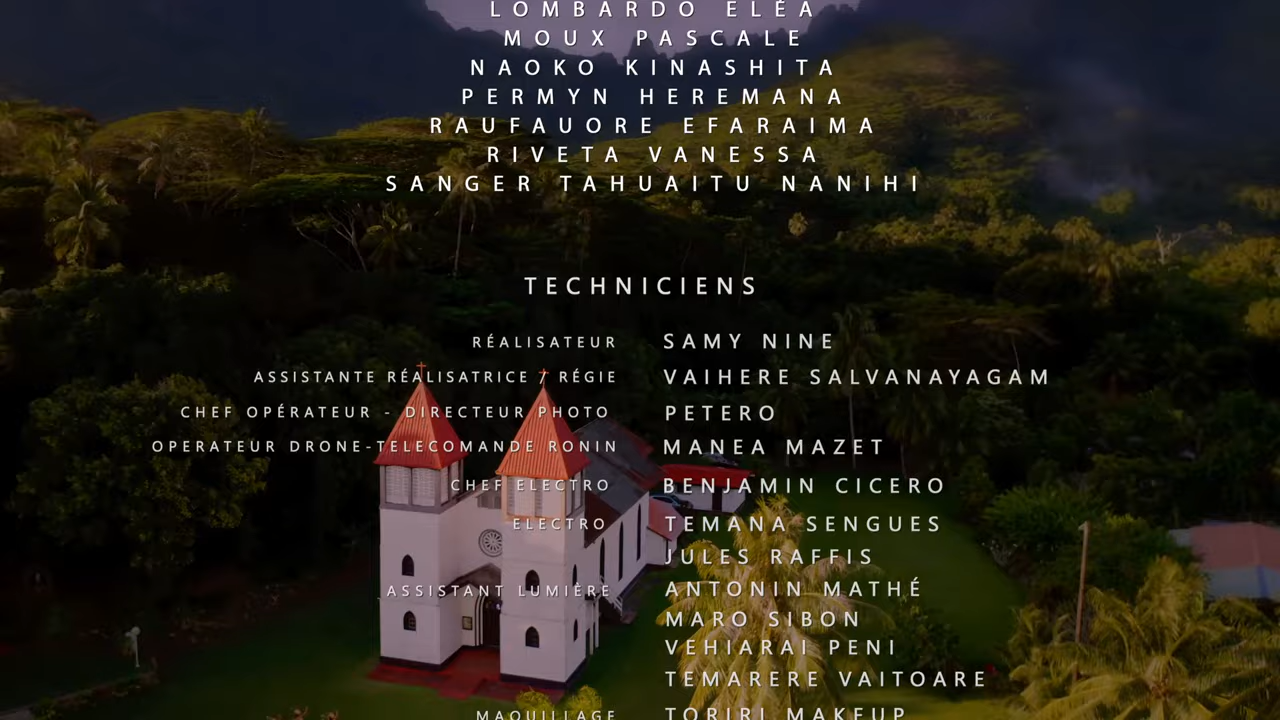 LOMBARDO ELÉA
MOUX PASCALE
NAOKO KINASHITA
PERMYN HEREMANA
RAUFAUORE EFARAIMA
RIVETA VANESSA
SANGER TAHUAITU NANIHI
TECHNICIENS
RÉALISATEUR SAMY NINE
ASSISTANTE RÉALISATRICE / RÉGIE VAIHERE SALVANAYAGAM
CHEF OPÉRATEUR - DIRECTEUR PHOTO PETERO
OPERATEUR DRONE-TELECOMANDE RONIN MANEA MAZET
CHEF ELECTRO BENJAMIN CICERO
ELECTRO TEMANA SENGUES
JULES RAFFIS
ASSISTANT LUMIÈRE ANTONIN MATHÉ
MARO SIBON
VEHIARAI PENI
TEMARERE VAITOARE
MAQUILLAGE TORIRI MAKEUP